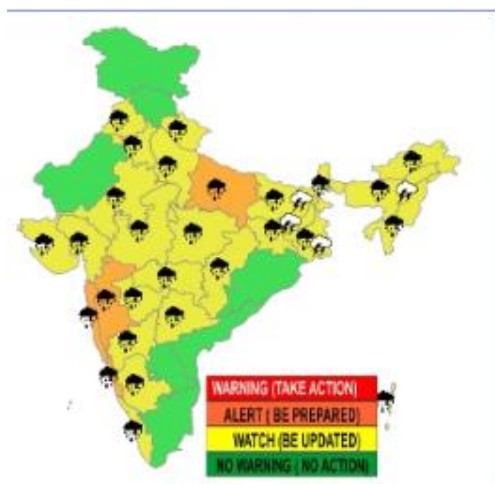 WARNING (TAKE ACTION)
ALERT ( BE PREPARED)
WATCH (BE UPDATED)
NO WARNING ( NO ACTION)